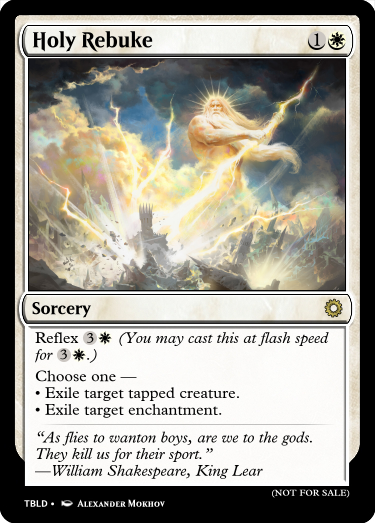 Holy Rebuke 1
Sorcery
Reflex 3 (You may cast this at flash speed
for 3 .)
Choose one —
• Exile target tapped creature.
• Exile target enchantment.
“As flies to wanton boys, are we to the gods.
They kill us for their sport.”
—William Shakespeare, King Lear
(NOT FOR SALE)
TBLD • Alexander Mokhov